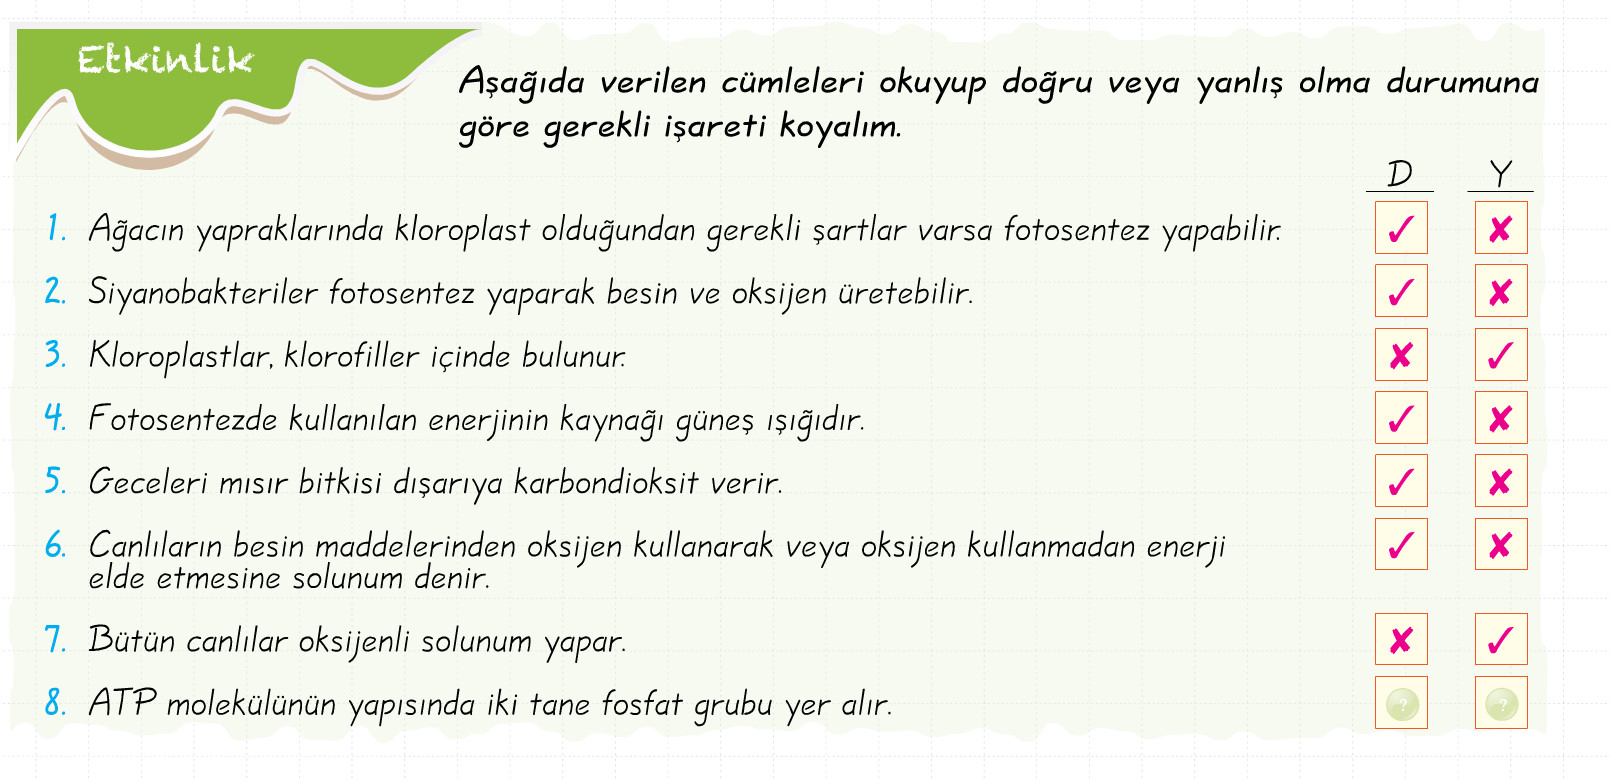 Etkinlik
Aşağıda verilen cümleleri okuyup doğru veya yanlış olma durumuna
göre gerekli işareti koyalım.
D Y
1. Ağacın yapraklarında kloroplast olduğundan gerekli şartlar varsa fotosentez yapabilir. ✓ ✘
2. Siyanobakteriler fotosentez yaparak besin ve oksijen üretebilir. ✓ ✘
3. Kloroplastlar, klorofiller içinde bulunur. ✘ ✓
4. Fotosentezde kullanılan enerjinin kaynağı güneş ışığıdır. ✓ ✘
5. Geceleri mısır bitkisi dışarıya karbondioksit verir. ✓ ✘
6. Canlıların besin maddelerinden oksijen kullanarak veya oksijen kullanmadan enerji ✓ ✘
elde etmesine solunum denir.
7. Bütün canlılar oksijenli solunum yapar. ✘ ✓
8. ATP molekülünün yapısında iki tane fosfat grubu yer alır. ? ?